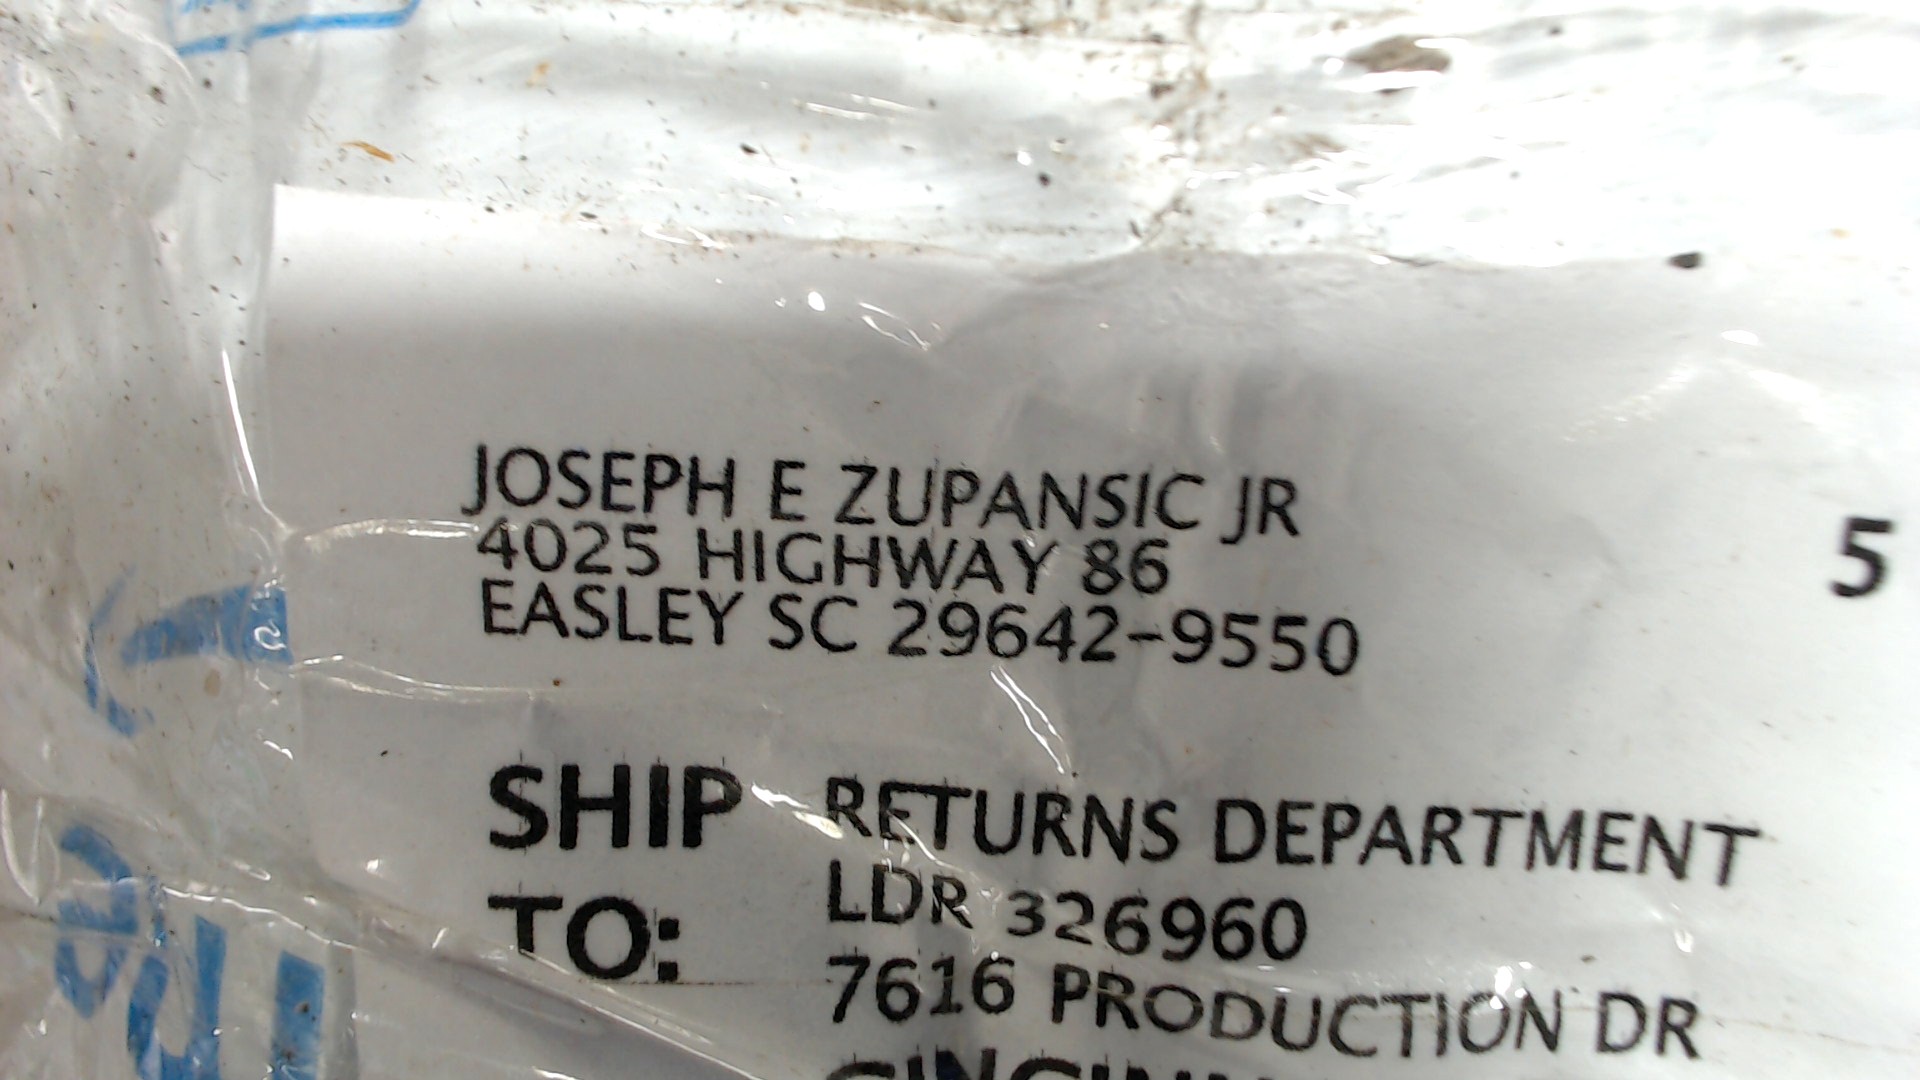 JOSEPH E ZUPANSIC JR
4025 HIGHWAY 86
EASLEY SC 29642-9550
5
SHIP TO:
RETURNS DEPARTMENT
LDR 326960
7616 PRODUCTION DR